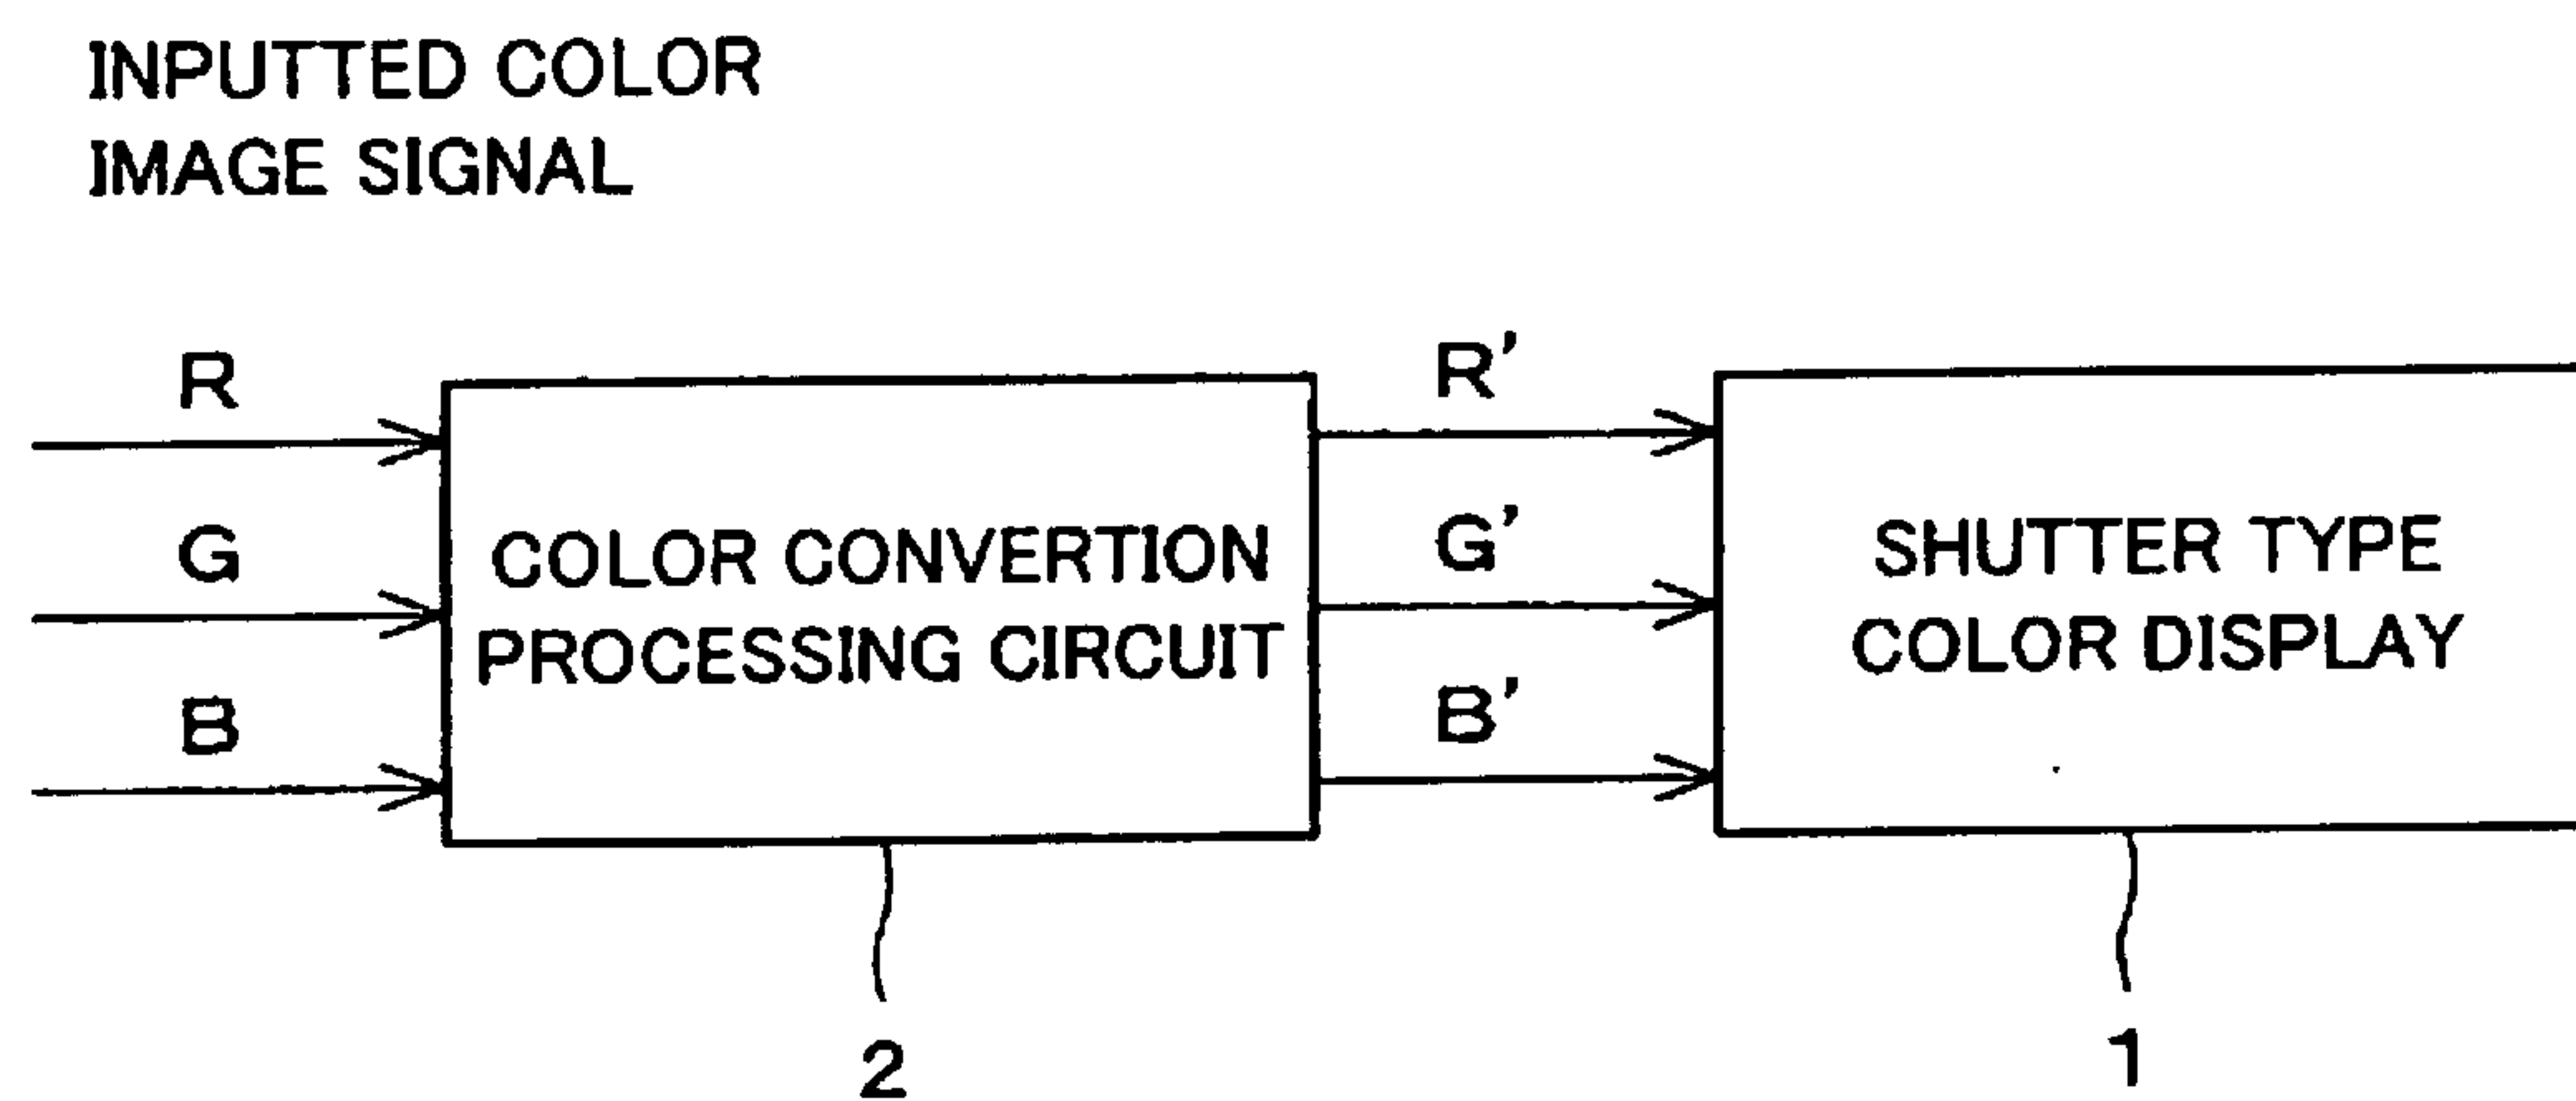 INPUTTED COLOR
IMAGE SIGNAL
R
G
B
COLOR CONVERTION
PROCESSING CIRCUIT
R'
G'
B'
SHUTTER TYPE
COLOR DISPLAY
2
1